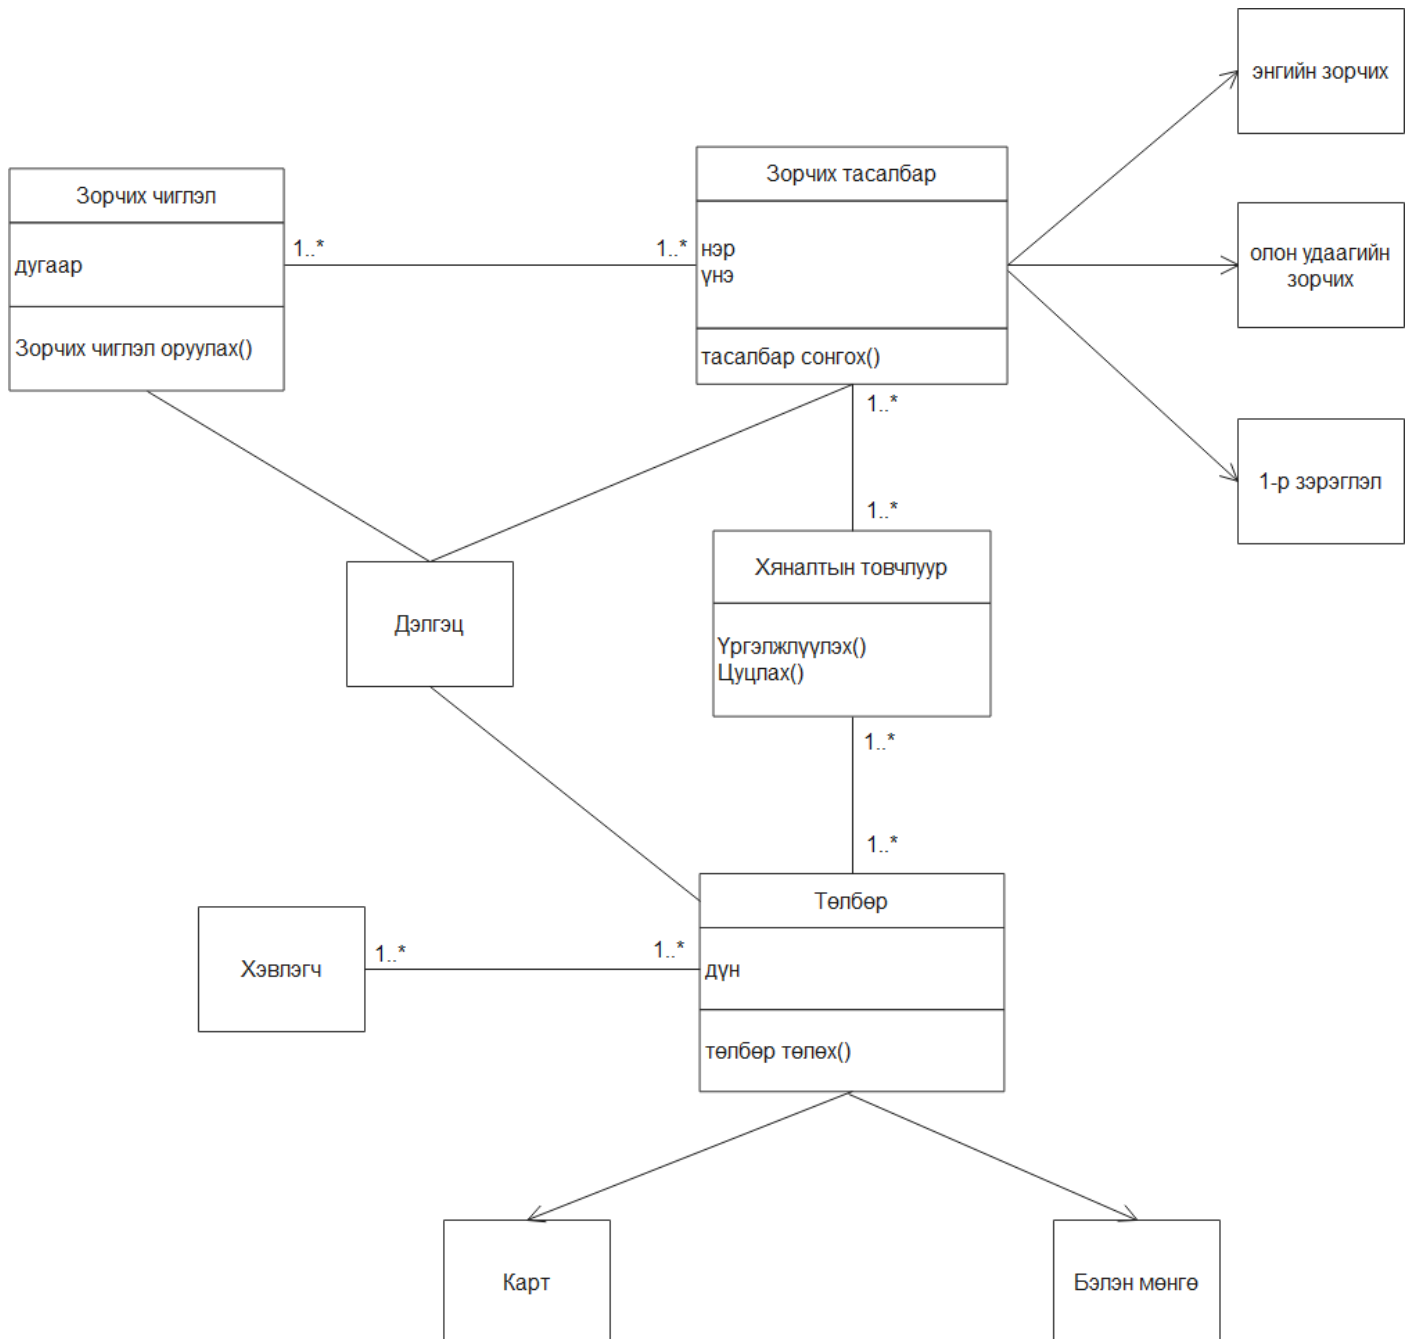 энгийн зорчих
Зорчих тасалбар
Зорчих чиглэл
1..*
1..*
нэр
үнэ
олон удаагийн
зорчих
дугаар
Зорчих чиглэл оруулах()
тасалбар сонгох()
1..*
1-р зэрэглэл
1..*
Хяналтын товчлуур
Дэлгэц
Үргэлжлүүлэх()
Цуцлах()
1..*
1..*
Төлбөр
Хэвлэгч
1..*
1..*
дүн
төлбөр төлөх()
Карт
Бэлэн мөнгө